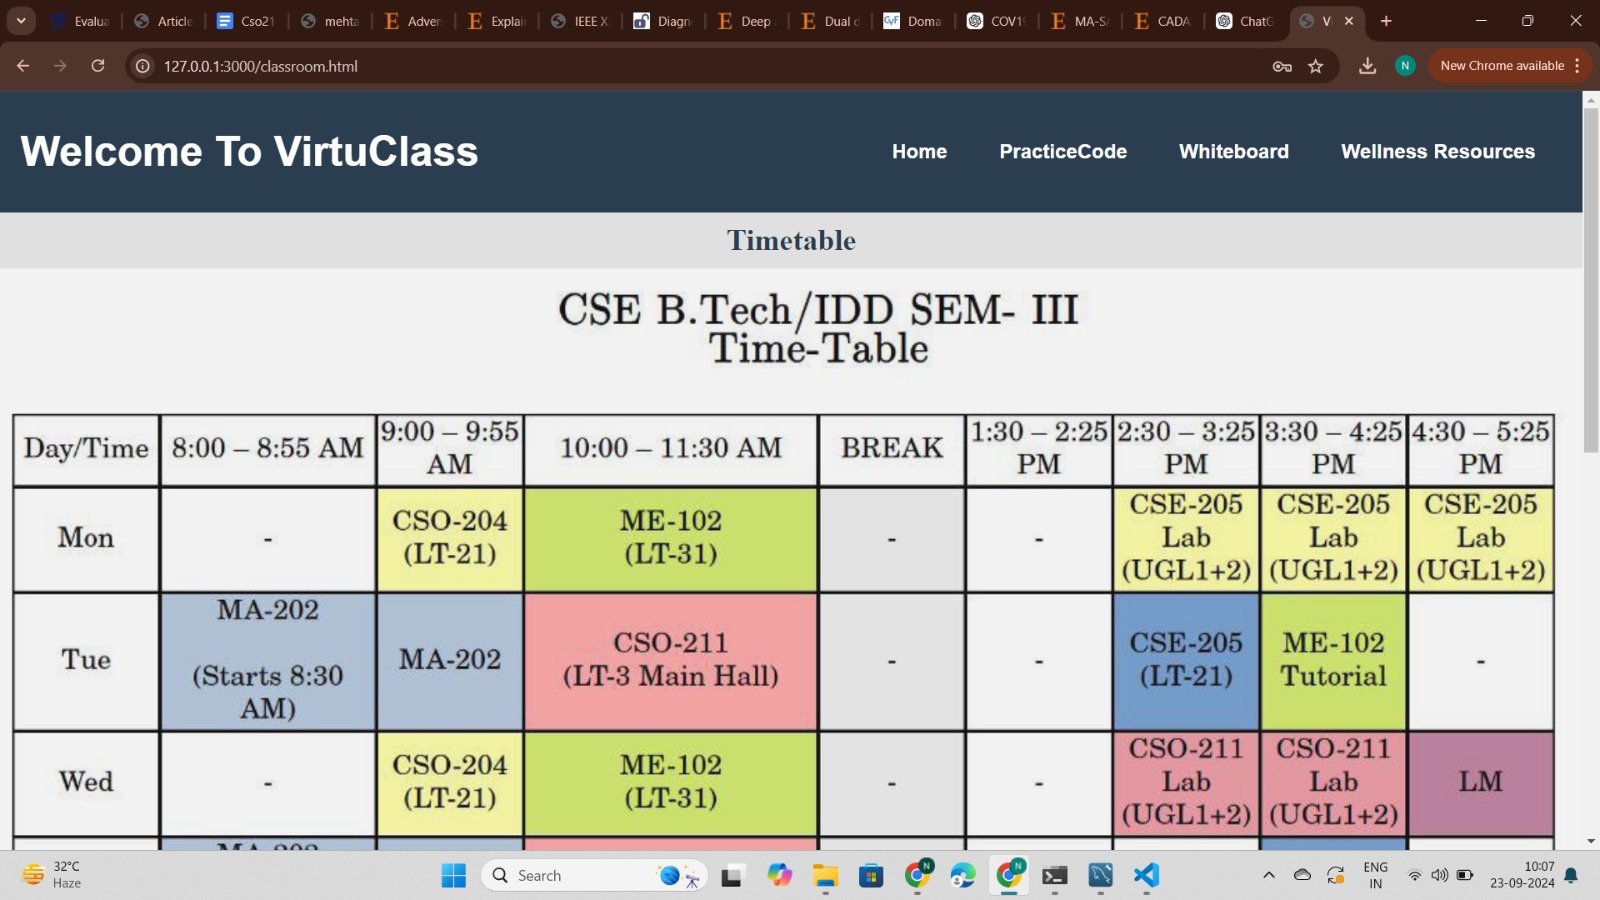 Evalua
Article
Cso21
mehta
Adver
Explai
IEEE X
Diagn
Deep
Dual d
Doma
COV19
MA-S
CADA
ChatG
127.0.0.1:3000/classroom.html
N
New Chrome available
Welcome To VirtuClass
Home PracticeCode Whiteboard Wellness Resources
Timetable
CSE B.Tech/IDD SEM- III
Time-Table
Day/Time
8:00 – 8:55 AM
9:00 – 9:55
AM
10:00 – 11:30 AM
BREAK
1:30 – 2:25
PM
2:30 – 3:25
PM
3:30 – 4:25
PM
4:30 – 5:25
PM
Mon
-
CSO-204
(LT-21)
ME-102
(LT-31)
-
-
CSE-205
Lab
(UGL1+2)
CSE-205
Lab
(UGL1+2)
CSE-205
Lab
(UGL1+2)
Tue
MA-202
(Starts 8:30
AM)
MA-202
CSO-211
(LT-3 Main Hall)
-
-
CSE-205
(LT-21)
ME-102
Tutorial
-
Wed
-
CSO-204
(LT-21)
ME-102
(LT-31)
-
-
CSO-211
Lab
(UGL1+2)
CSO-211
Lab
(UGL1+2)
LM
32°C
Haze
Search
ENG
IN
10:07
23-09-2024